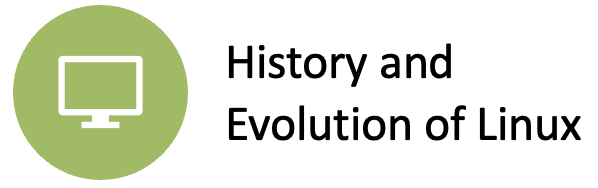 History and
Evolution of Linux